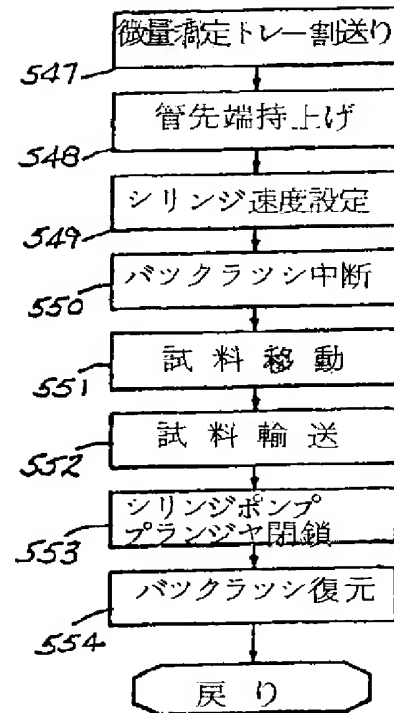 微量滴定トレー割送り
547
管先端持上げ
548
シリンジ速度設定
549
バックラッシ中断
550
試料移動
551
試料輸送
552
シリンジポンプ
プランジヤ閉鎖
553
バツクラッシ復元
554
戻り